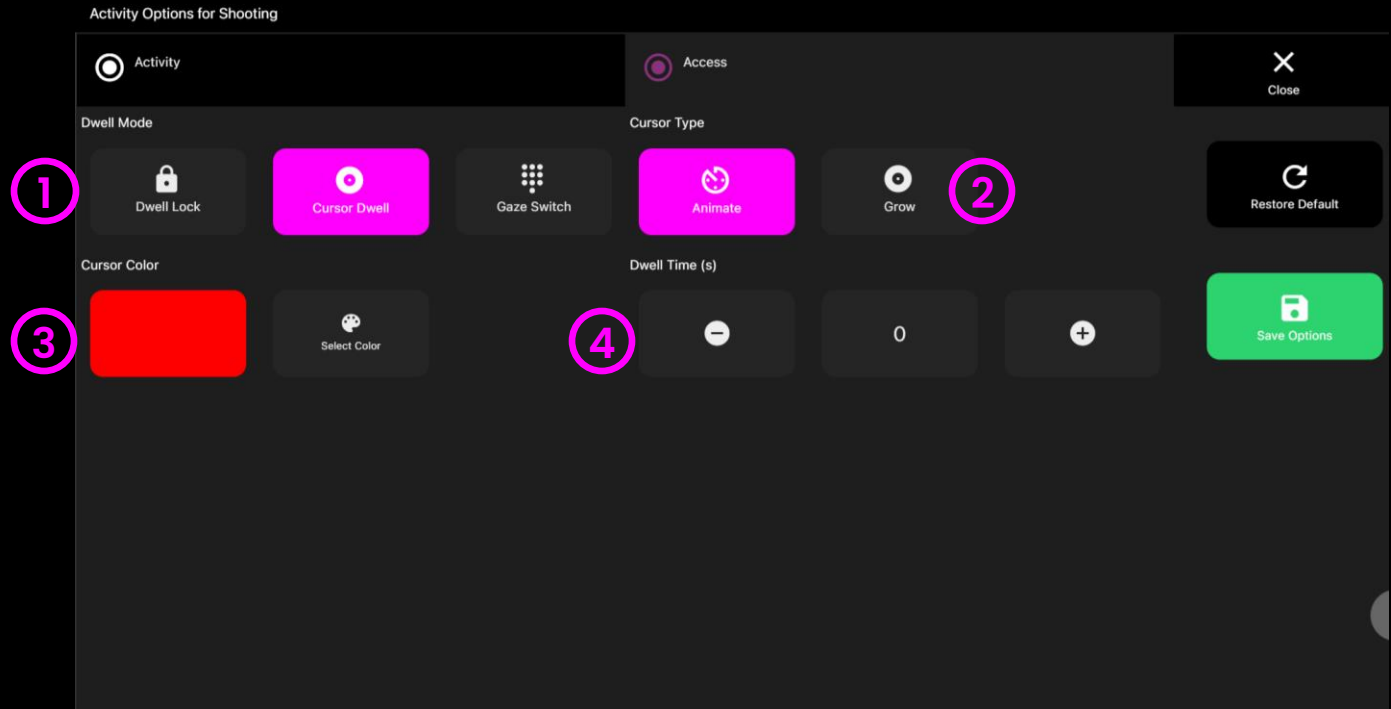 Activity Options for Shooting
Activity
Access
Close
Dwell Mode
Cursor Type
1
Dwell Lock
Cursor Dwell
Gaze Switch
Animate
Grow
2
Restore Default
Cursor Color
Dwell Time (s)
3
Select Color
4
0
Save Options